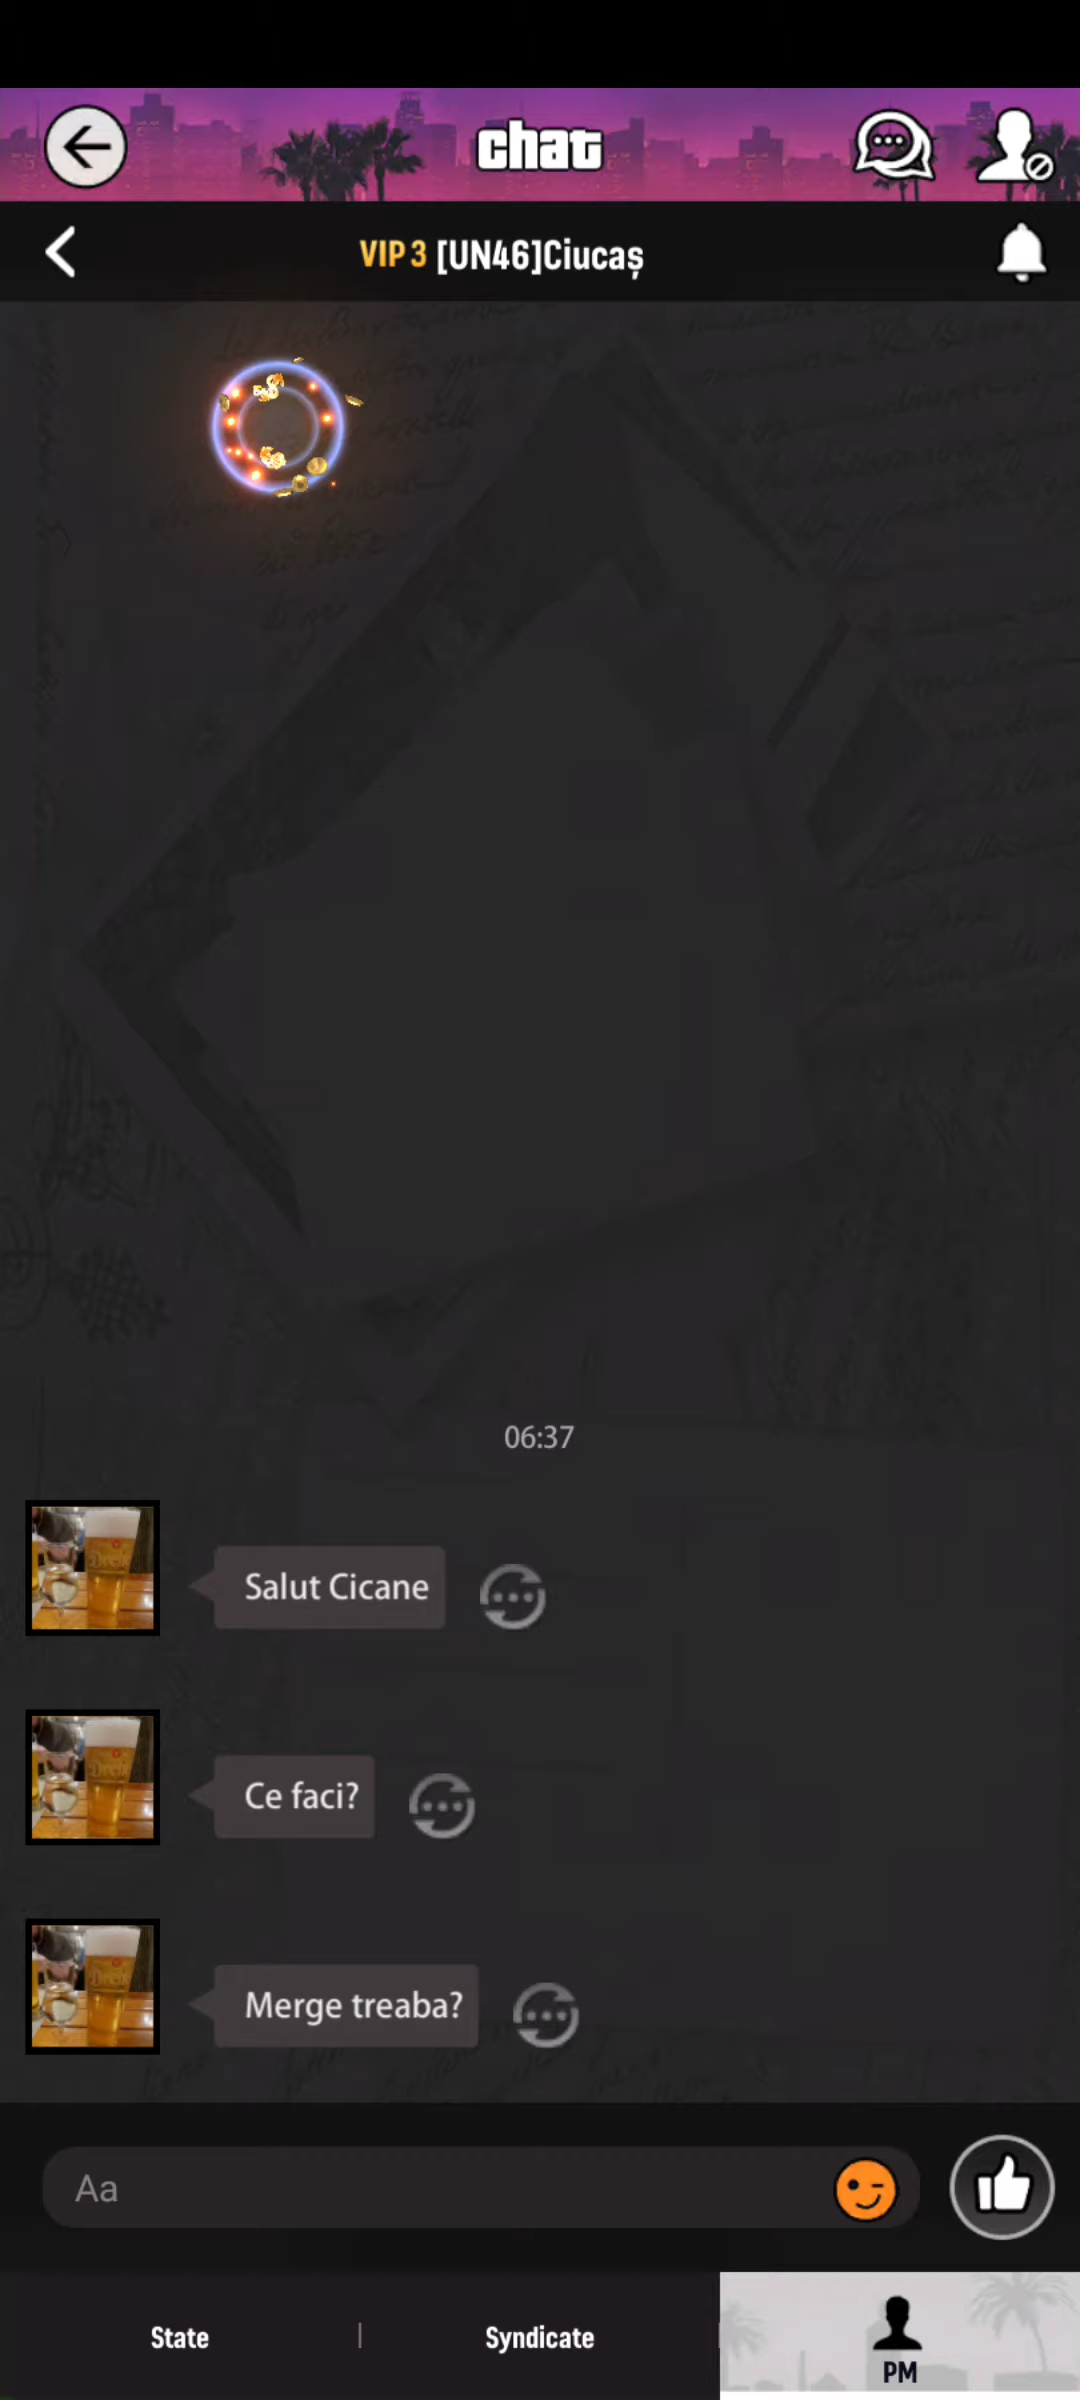 chat
VIP 3 [UN46]Ciucaș
06:37
Salut Cicane
Ce faci?
Merge treaba?
Aa
State
Syndicate
PM